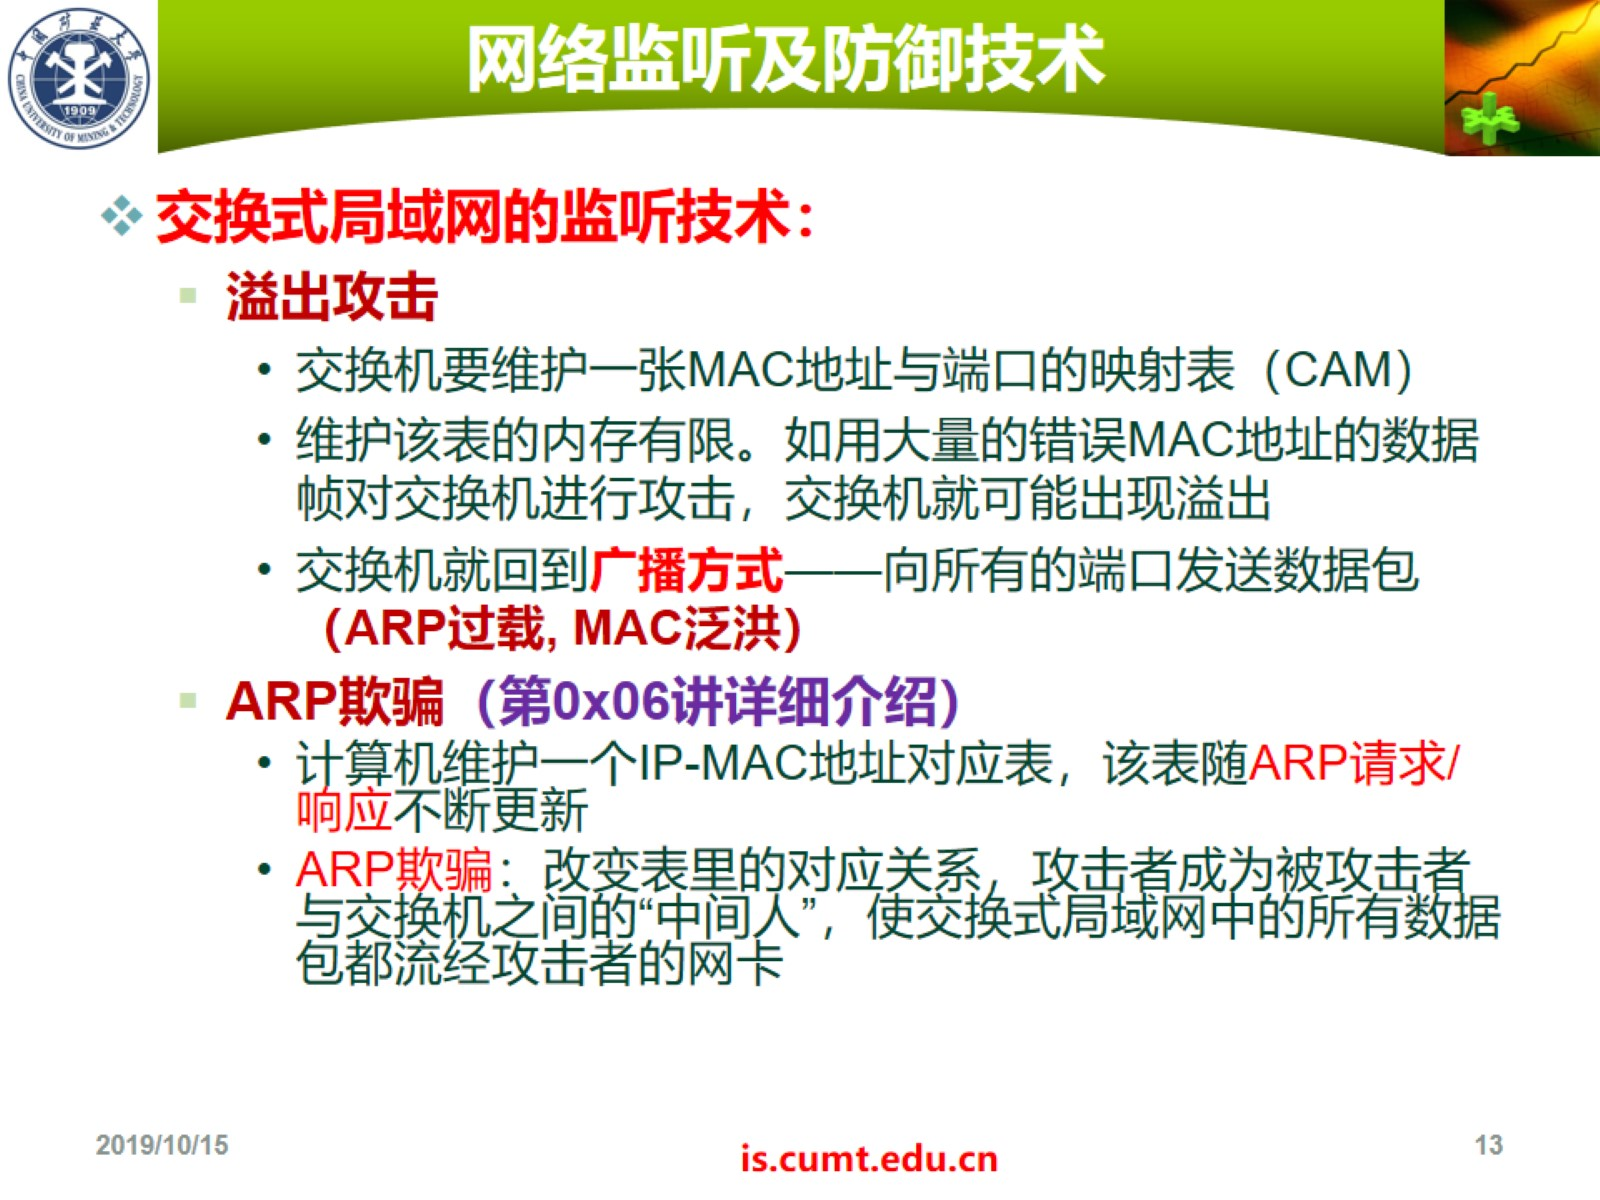 网络监听及防御技术
中国矿业大学
CHINA UNIVERSITY OF MINING & TECHNOLOGY
1909
交换式局域网的监听技术：
溢出攻击
交换机要维护一张MAC地址与端口的映射表（CAM）
维护该表的内存有限。如用大量的错误MAC地址的数据
帧对交换机进行攻击，交换机就可能出现溢出
交换机就回到广播方式——向所有的端口发送数据包
（ARP过载, MAC泛洪）
ARP欺骗（第0x06讲详细介绍）
计算机维护一个IP-MAC地址对应表，该表随ARP请求/
响应不断更新
ARP欺骗：改变表里的对应关系，攻击者成为被攻击者
与交换机之间的“中间人”，使交换式局域网中的所有数据
包都流经攻击者的网卡
2019/10/15
is.cumt.edu.cn
13